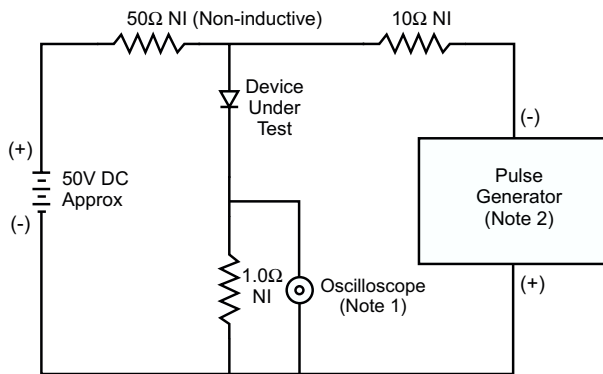 50Ω NI (Non-inductive)
10Ω NI
Device
Under
Test
(-)
(+)
50V DC
Approx
(-)
Pulse
Generator
(Note 2)
1.0Ω
NI
Oscilloscope
(Note 1)
(+)